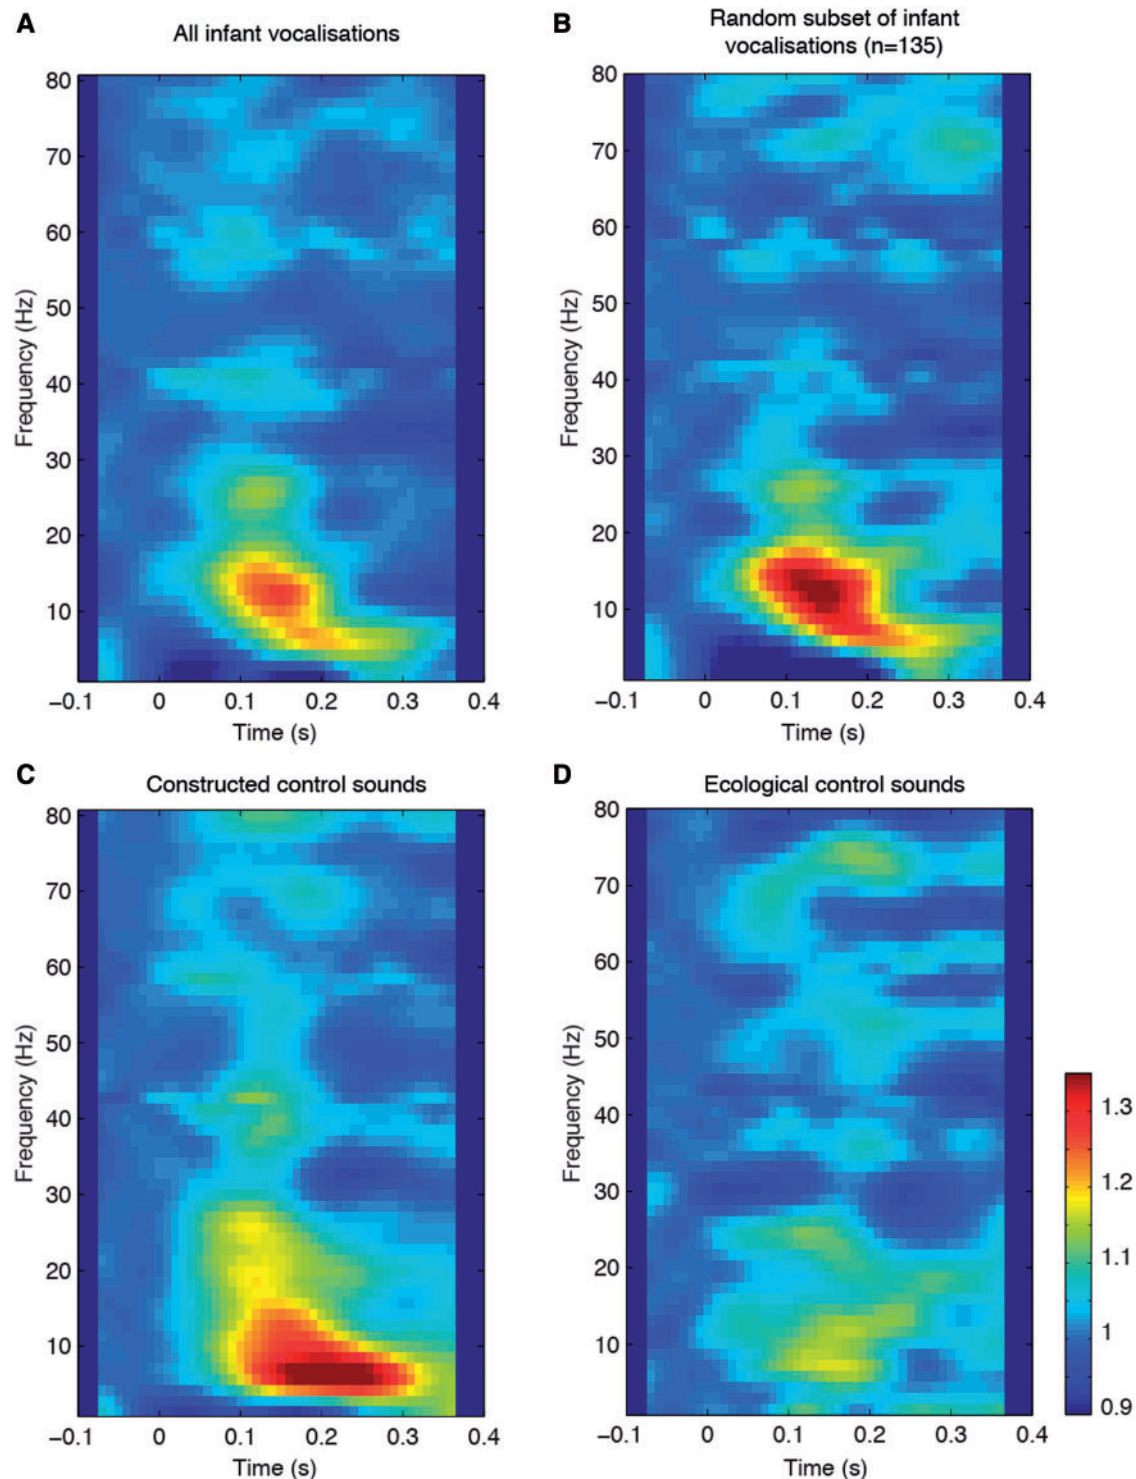 A
All infant vocalisations
80
70
60
50
40
30
20
10
Frequency (Hz)
−0.1 0 0.1 0.2 0.3 0.4
Time (s)
B
Random subset of infant
vocalisations (n=135)
80
70
60
50
40
30
20
10
Frequency (Hz)
−0.1 0 0.1 0.2 0.3 0.4
Time (s)
C
Constructed control sounds
80
70
60
50
40
30
20
10
Frequency (Hz)
−0.1 0 0.1 0.2 0.3 0.4
Time (s)
D
Ecological control sounds
80
70
60
50
40
30
20
10
Frequency (Hz)
−0.1 0 0.1 0.2 0.3 0.4
Time (s)
1.3
1.2
1.1
1
0.9